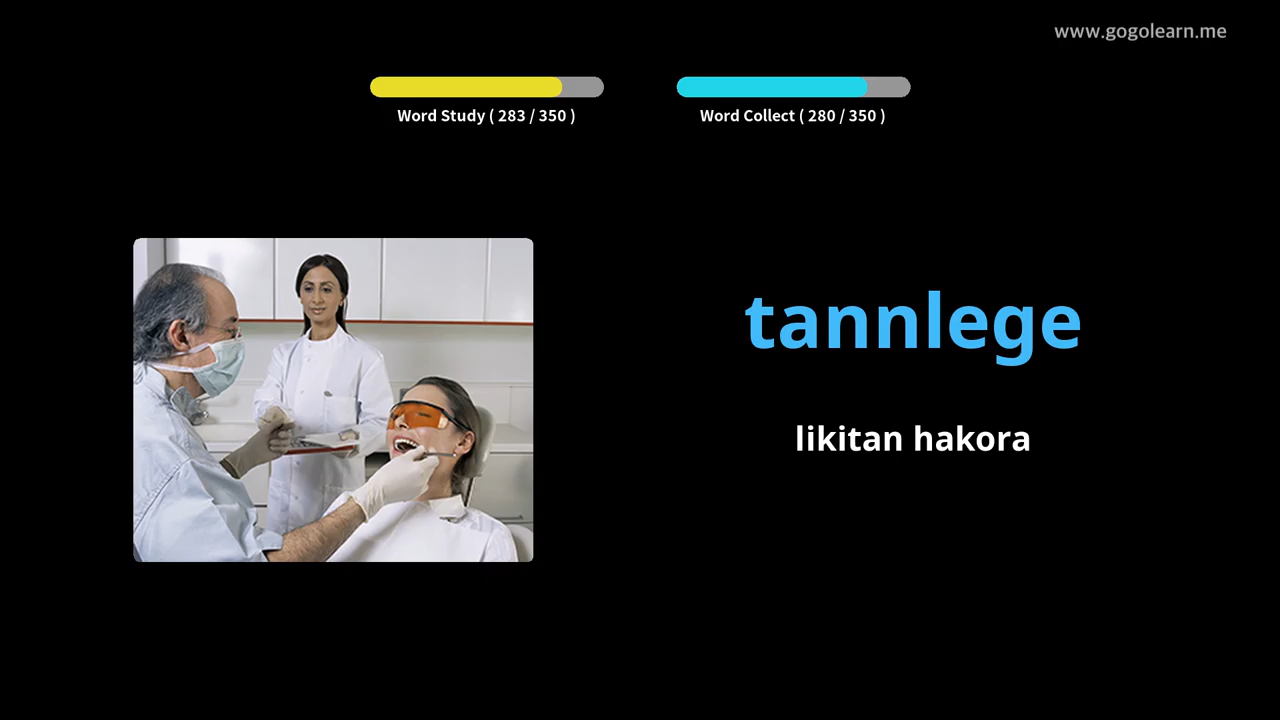 www.gogolearn.me
Word Study ( 283 / 350 )
Word Collect ( 280 / 350 )
tannlege
likitan hakora